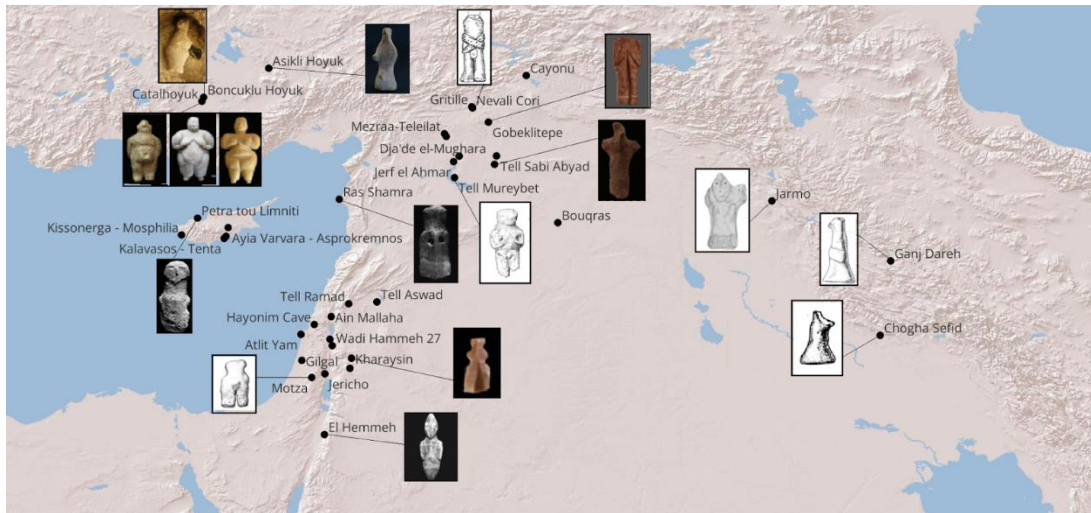 Asikli Hoyuk
Cayonu
Catalhoyuk
Boncuklu Hoyuk
Gritille
Nevali Cori
Mezraa-Teleilat
Gobeklitepe
Dja'de el-Mughara
Tell Sabi Abyad
Jerf el Ahmar
Tell Mureybet
Ras Shamra
Jarmo
Petra tou Limniti
Bouqras
Kissonerga - Mosphilia
Ayia Varvara - Asprokremnos
Kalavasos - Tenta
Ganj Dareh
Tell Ramad
Tell Aswad
Hayonim Cave
Ain Mallaha
Chogha Sefid
Atlit Yam
Wadi Hammeh 27
Gilgal
Kharaysin
Motza
Jericho
El Hemmeh